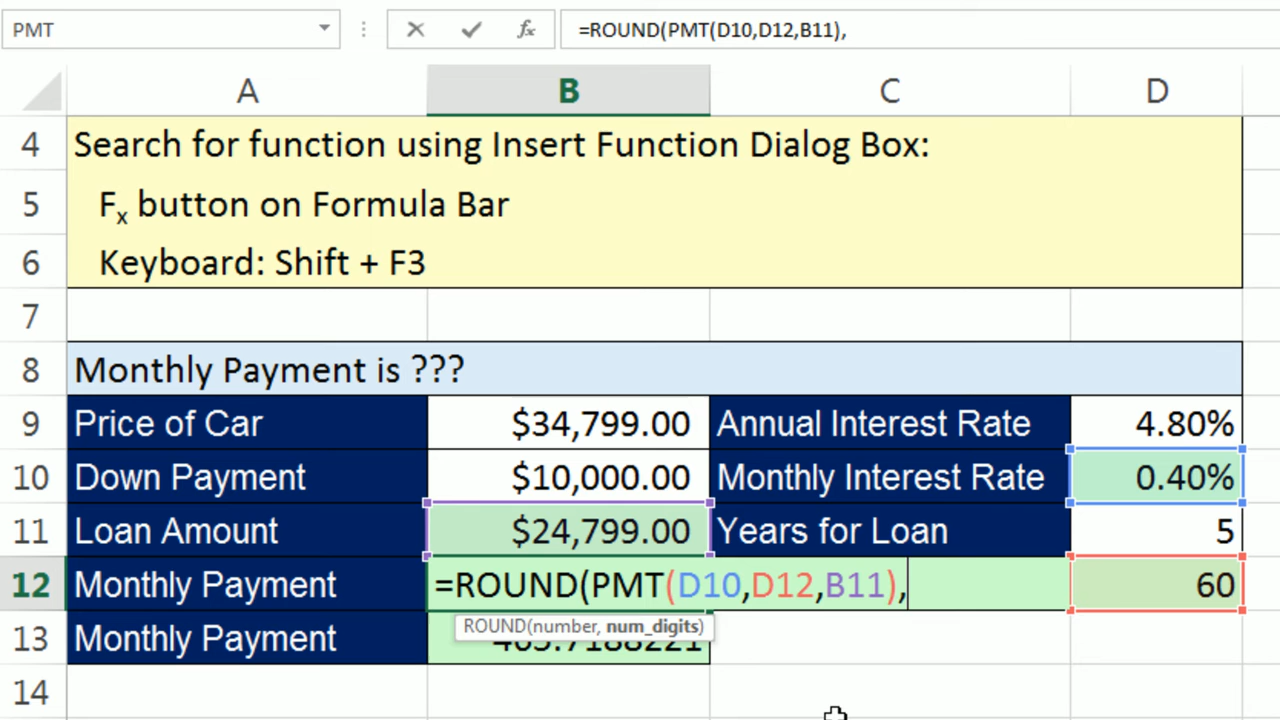 PMT =ROUND(PMT(D10,D12,B11),
A B C D
4 Search for function using Insert Function Dialog Box:
5 Fx button on Formula Bar
6 Keyboard: Shift + F3
7
8 Monthly Payment is ???
9 Price of Car $34,799.00 Annual Interest Rate 4.80%
10 Down Payment $10,000.00 Monthly Interest Rate 0.40%
11 Loan Amount $24,799.00 Years for Loan 5
12 Monthly Payment =ROUND(PMT(D10,D12,B11), 60
ROUND(number, num_digits)
13 Monthly Payment
14